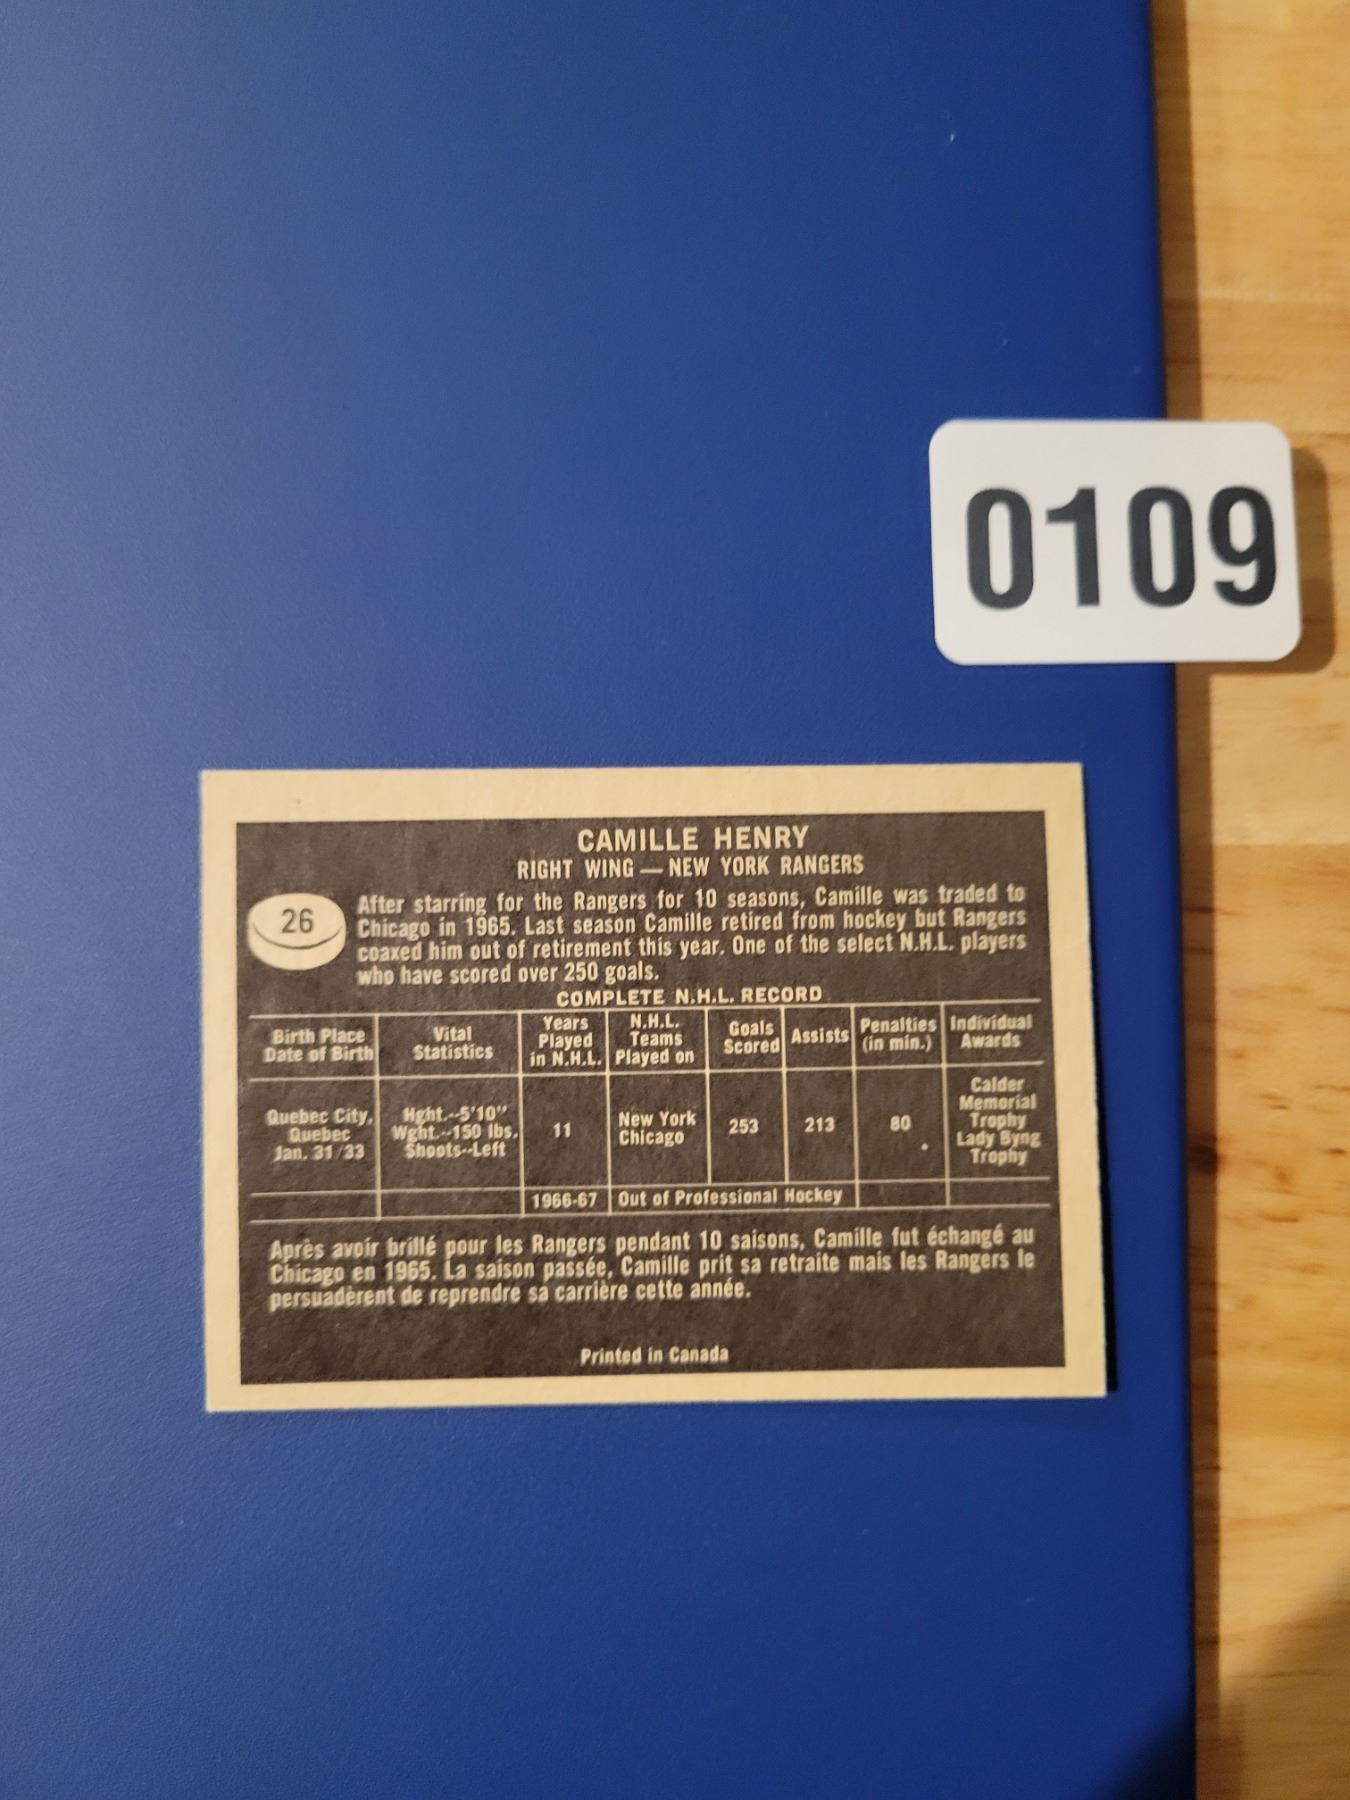 0109
CAMILLE HENRY
RIGHT WING — NEW YORK RANGERS
26
After starring for the Rangers for 10 seasons, Camille was traded to
Chicago in 1965. Last season Camille retired from hockey but Rangers
coaxed him out of retirement this year. One of the select N.H.L. players
who have scored over 250 goals.
COMPLETE N.H.L. RECORD
Birth Place
Date of Birth
Vital
Statistics
Years
Played
in N.H.L.
N.H.L.
Teams
Played on
Goals
Scored
Assists
Penalties
(in min.)
Individual
Awards
Quebec City,
Quebec
Jan. 31/33
Hght.--5'10"
Wght.--150 lbs.
Shoots--Left
11
New York
Chicago
253
213
80
Calder
Memorial
Trophy
Lady Byng
Trophy
1966-67
Out of Professional Hockey
Après avoir brillé pour les Rangers pendant 10 saisons, Camille fut échangé au
Chicago en 1965. La saison passée, Camille prit sa retraite mais les Rangers le
persuadèrent de reprendre sa carrière cette année.
Printed in Canada